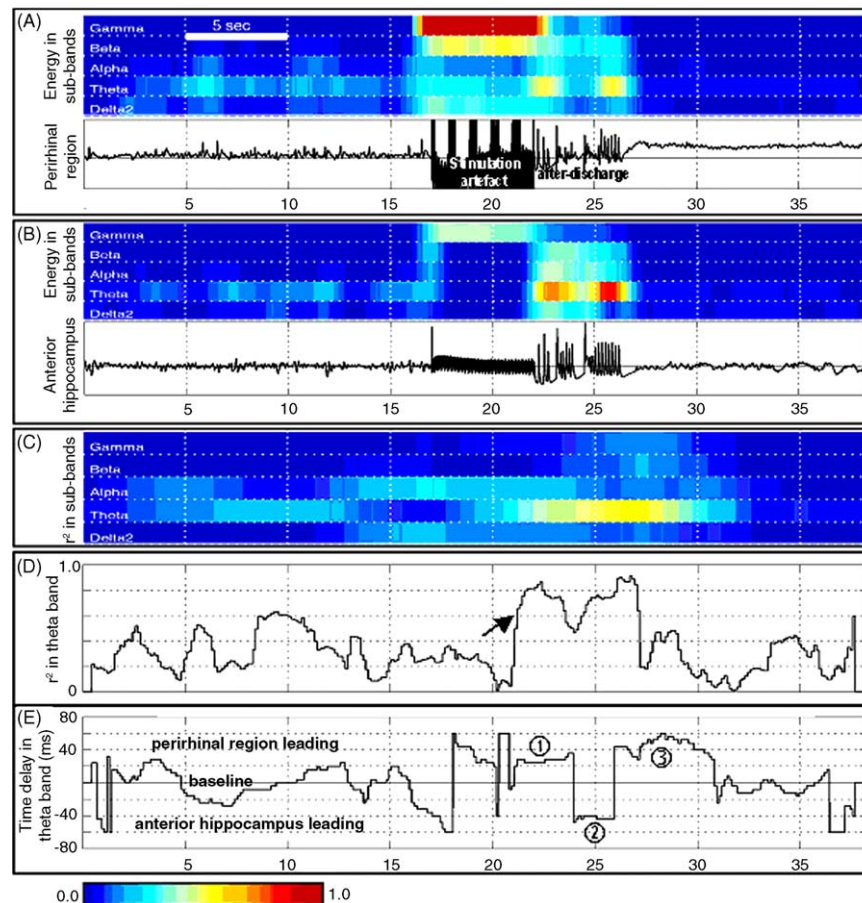 (A)
Energy in
sub-bands
Gamma
Beta
Alpha
Theta
Delta2
5 sec
Perirhinal
region
Stimulation
artefact
after-discharge
5 10 15 20 25 30 35
(B)
Energy in
sub-bands
Gamma
Beta
Alpha
Theta
Delta2
Anterior
hippocampus
5 10 15 20 25 30 35
(C)
r² in sub-bands
Gamma
Beta
Alpha
Theta
Delta2
(D)
r² in theta band
1.0
0
(E)
Time delay in
theta band (ms)
80
40
0
-40
-80
perirhinal region leading
baseline
anterior hippocampus leading
①
②
③
5 10 15 20 25 30 35
0.0 1.0